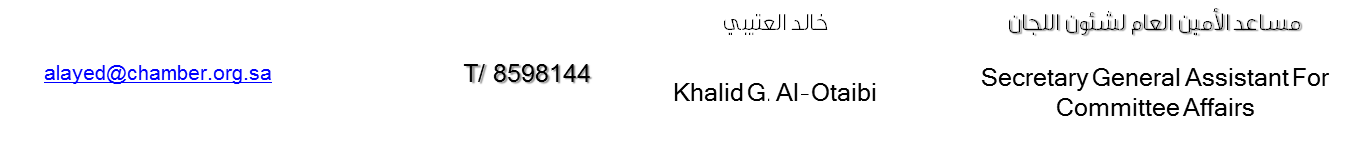 مساعد الأمين العام لشئون اللجان
خالد العتيبي
Secretary General Assistant For
Committee Affairs
Khalid G. Al-Otaibi
T/ 8598144
alayed@chamber.org.sa